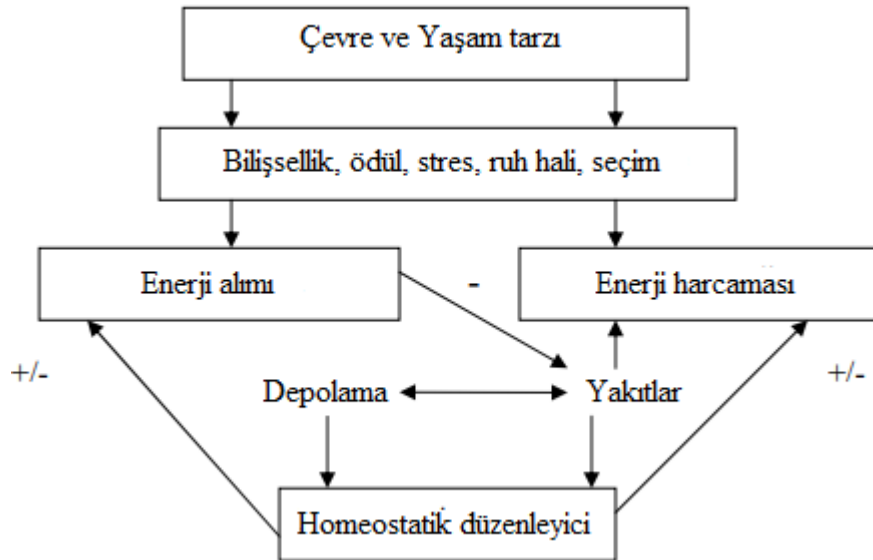 Çevre ve Yaşam tarzı
Bilişsellik, ödül, stres, ruh hali, seçim
Enerji alımı
-
Enerji harcaması
+/-
Depolama
Yakıtlar
+/-
Homeostatik düzenleyici